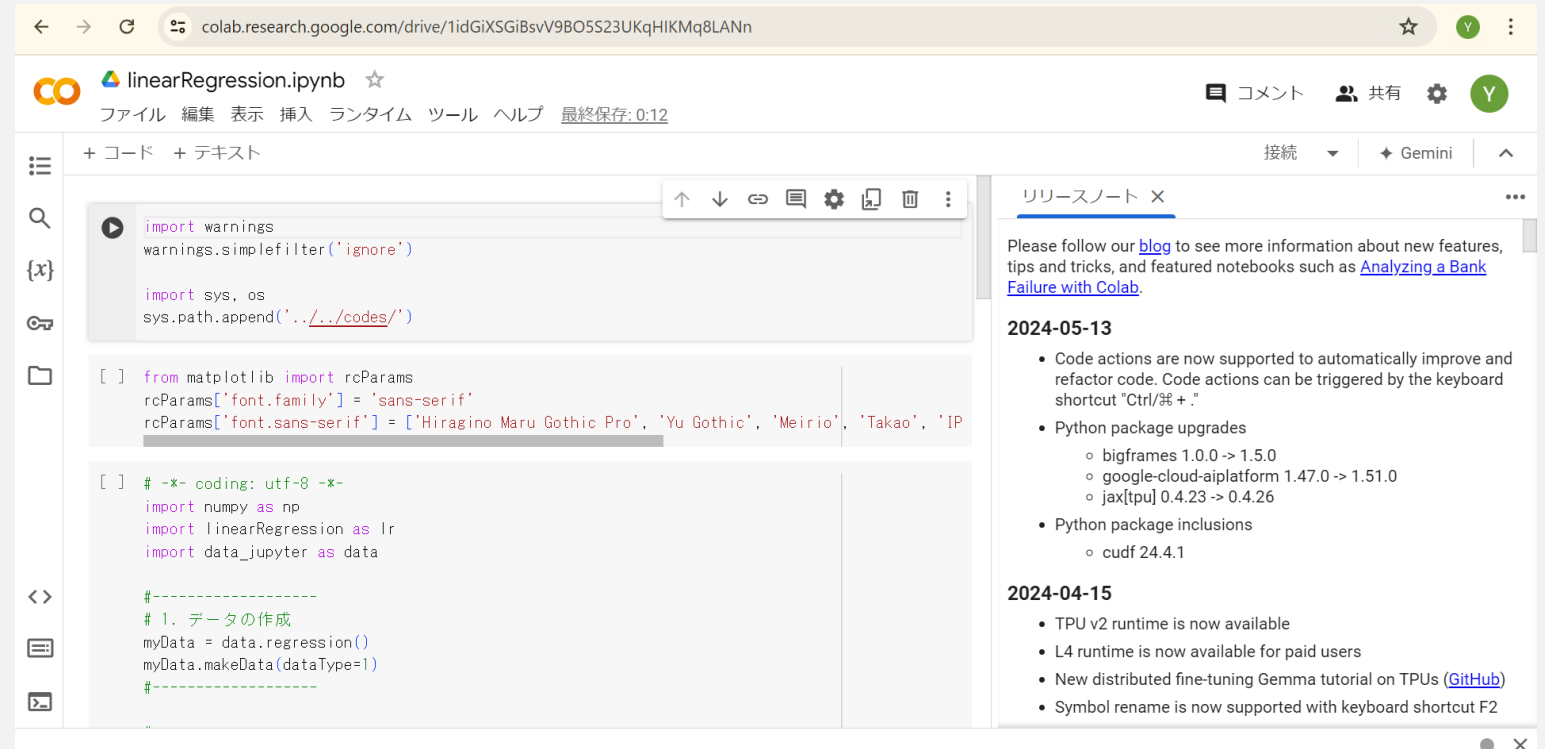 colab.research.google.com/drive/1idGiXSGiBsvV9BO5S23UKqHIKMq8LANn
Y
linearRegression.ipynb
ファイル 編集 表示 挿入 ランタイム ツール ヘルプ 最終保存: 0:12
コメント 共有 Y
+ コード + テキスト
接続 Gemini
import warnings
warnings.simplefilter('ignore')
import sys, os
sys.path.append('../../codes/')
[ ] from matplotlib import rcParams
rcParams['font.family'] = 'sans-serif'
rcParams['font.sans-serif'] = ['Hiragino Maru Gothic Pro', 'Yu Gothic', 'Meirio', 'Takao', 'IP
[ ] # -*- coding: utf-8 -*-
import numpy as np
import linearRegression as lr
import data_jupyter as data
#-------------------
# 1. データの作成
myData = data.regression()
myData.makeData(dataType=1)
#-------------------
リリースノート
Please follow our blog to see more information about new features,
tips and tricks, and featured notebooks such as Analyzing a Bank
Failure with Colab.
2024-05-13
Code actions are now supported to automatically improve and
refactor code. Code actions can be triggered by the keyboard
shortcut "Ctrl/⌘ + ."
Python package upgrades
bigframes 1.0.0 -> 1.5.0
google-cloud-aiplatform 1.47.0 -> 1.51.0
jax[tpu] 0.4.23 -> 0.4.26
Python package inclusions
cudf 24.4.1
2024-04-15
TPU v2 runtime is now available
L4 runtime is now available for paid users
New distributed fine-tuning Gemma tutorial on TPUs (GitHub)
Symbol rename is now supported with keyboard shortcut F2